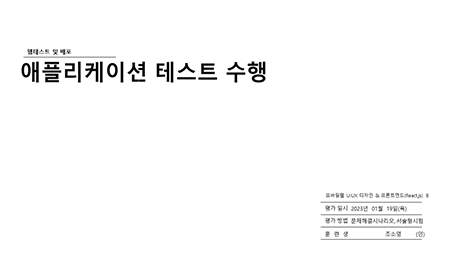 웹테스트 및 배포
애플리케이션 테스트 수행
모바일웹 UIUX 디자인 & 프론트엔드(React.js) II
평가 일시 2023년 01월 19일(목)
평가 방법 문제해결시나리오, 서술형시험
훈 련 생 조소영 (인)